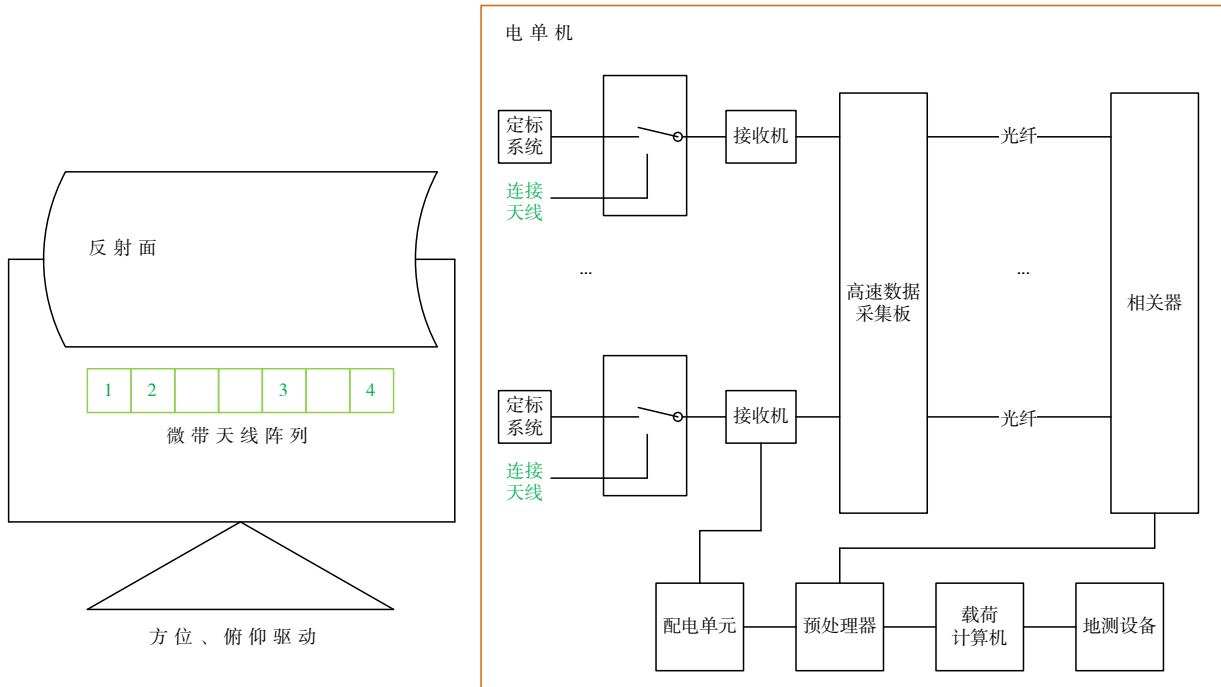 电单机
定标
系统
接收机
光纤
连接
天线
反射面
...
...
高速数据
采集板
相关器
1 2 3 4
微带天线阵列
定标
系统
接收机
光纤
连接
天线
配电单元
预处理器
载荷
计算机
地测设备
方位、俯仰驱动